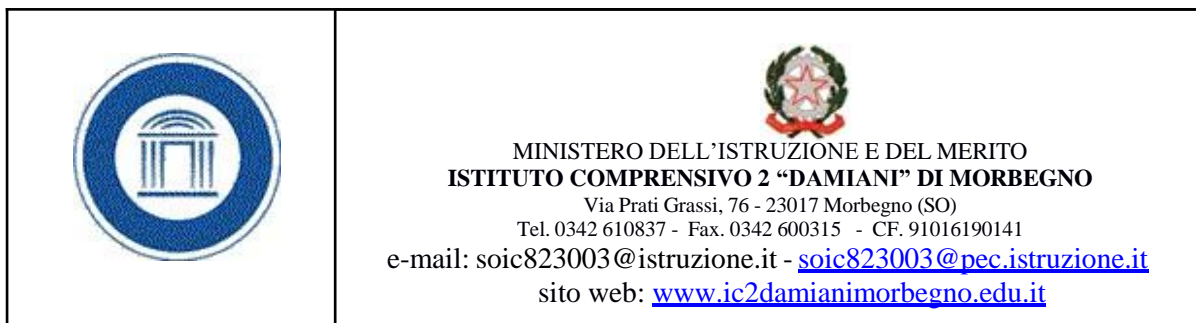 MINISTERO DELL’ISTRUZIONE E DEL MERITO
ISTITUTO COMPRENSIVO 2 “DAMIANI” DI MORBEGNO
Via Prati Grassi, 76 - 23017 Morbegno (SO)
Tel. 0342 610837 - Fax. 0342 600315 - CF. 91016190141
e-mail: soic823003@istruzione.it - soic823003@pec.istruzione.it
sito web: www.ic2damianimorbegno.edu.it